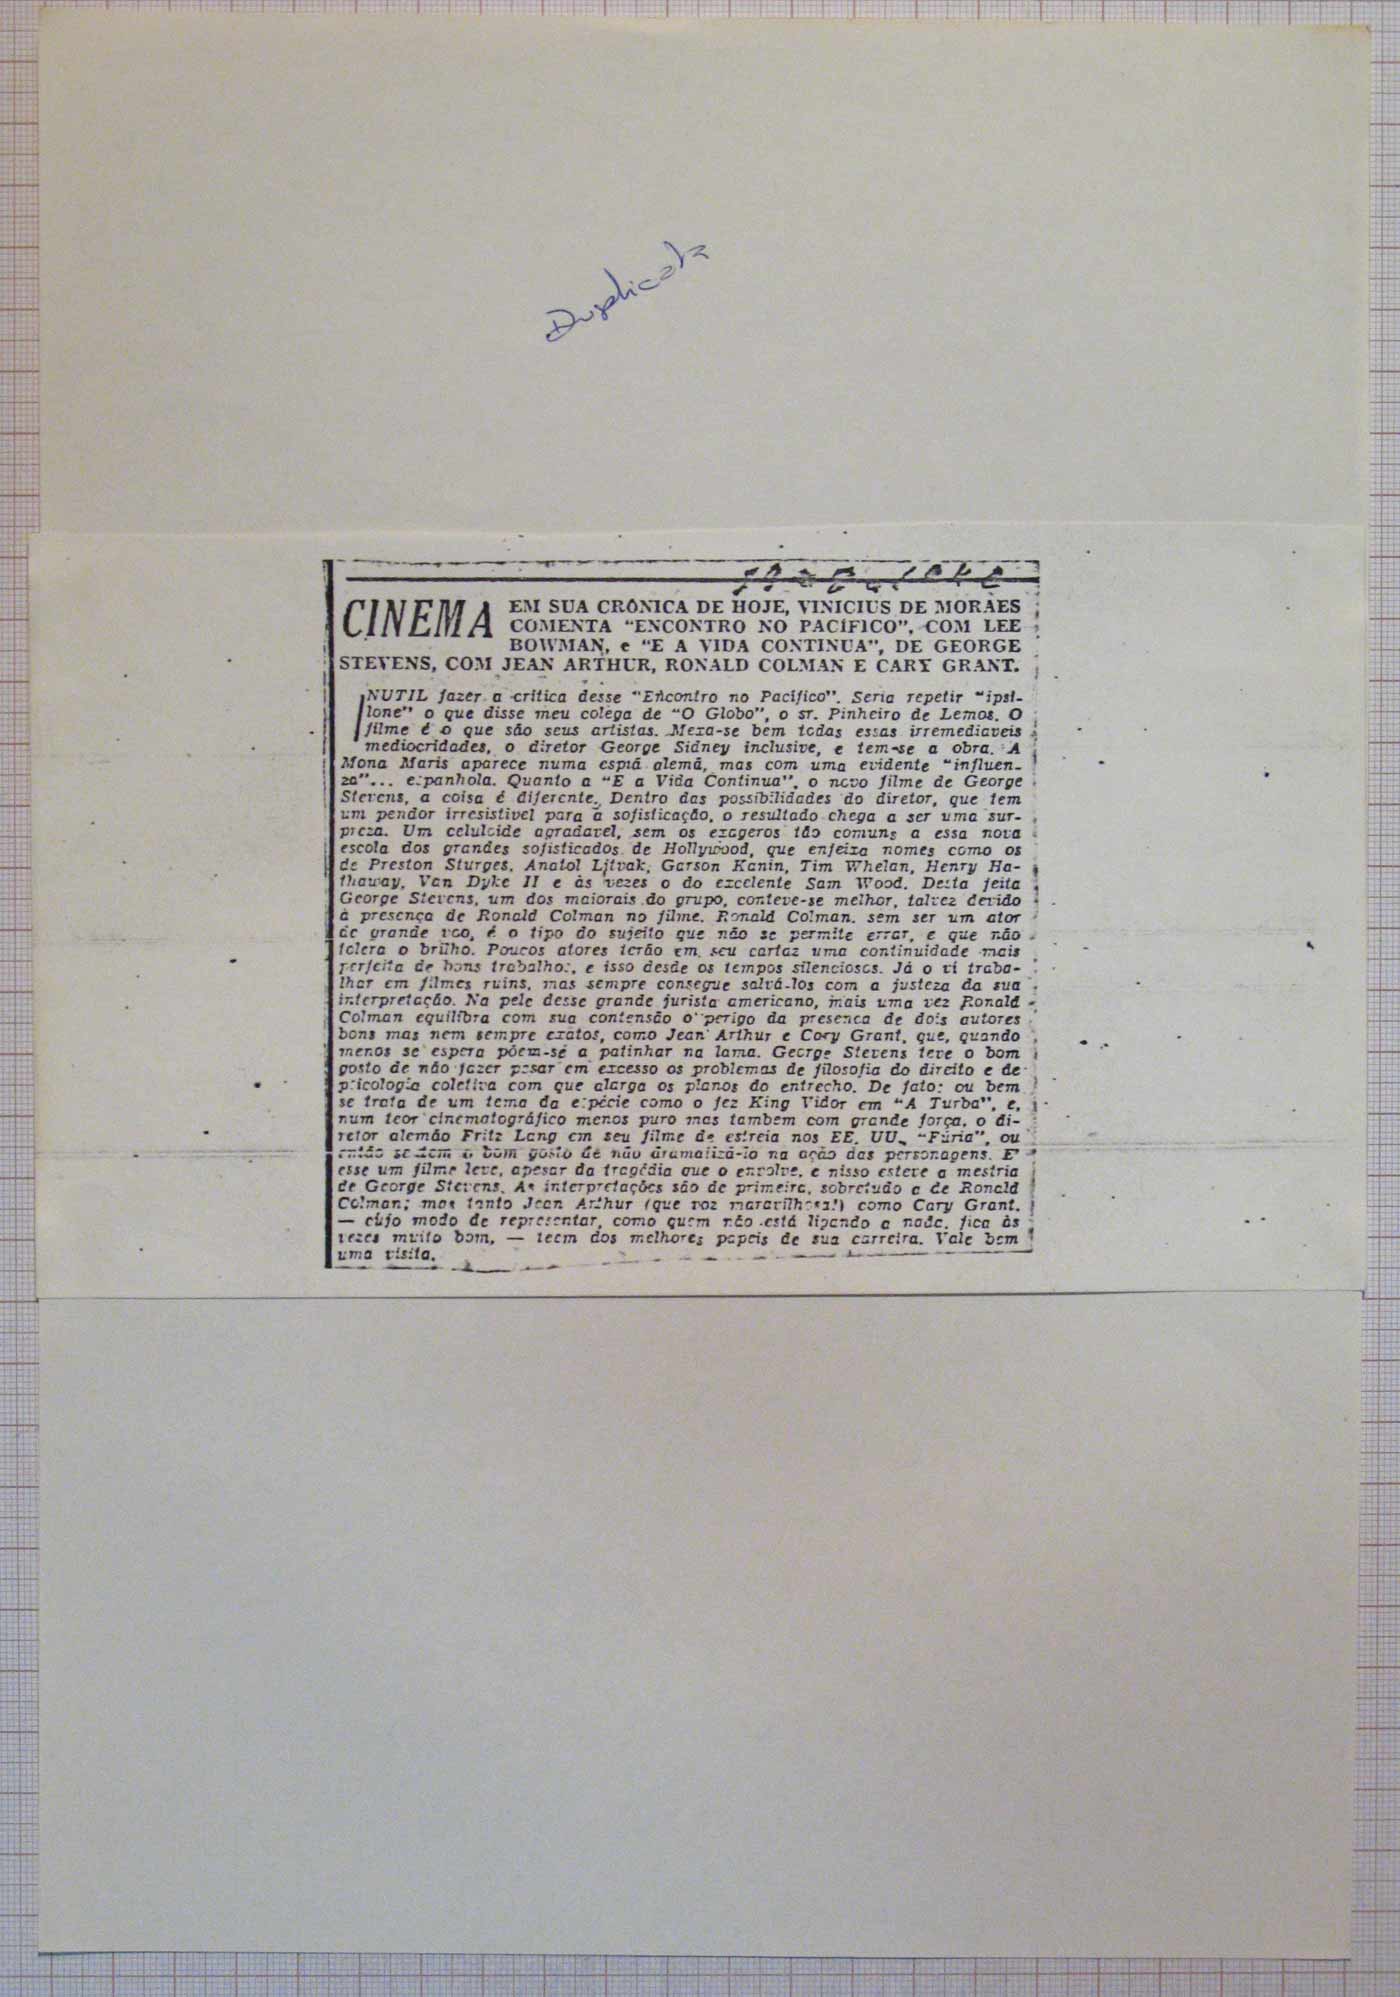 Duplicata
CINEMA EM SUA CRÔNICA DE HOJE, VINICIUS DE MORAES
COMENTA "ENCONTRO NO PACÍFICO", COM LEE
BOWMAN, e "E A VIDA CONTINUA", DE GEORGE
STEVENS, COM JEAN ARTHUR, RONALD COLMAN E CARY GRANT.
INUTIL fazer a critica desse "Encontro no Pacifico". Seria repetir "ipsi-
lone" o que disse meu colega de "O Globo", o sr. Pinheiro de Lemos. O
filme é o que são seus artistas. Mexa-se bem todas essas irremediaveis
mediocridades, o diretor George Sidney inclusive, e tem-se a obra. A
Mona Maris aparece numa espiã alemã, mas com uma evidente "influen-
za"... espanhola. Quanto a "E a Vida Continua", o novo filme de George
Stevens, a coisa é diferente. Dentro das possibilidades do diretor, que tem
um pendor irresistivel para a sofisticação, o resultado chega a ser uma sur-
preza. Um celuloide agradavel, sem os exageros tão comuns a essa nova
escola dos grandes sofisticados de Hollywood, que enfeixa nomes como os
de Preston Sturges, Anatol Litvak, Garson Kanin, Tim Whelan, Henry Ha-
thaway, Van Dyke II e às vezes o do excelente Sam Wood. Desta feita
George Stevens, um dos maiorais do grupo, conteve-se melhor, talvez devido
à presença de Ronald Colman no filme. Ronald Colman, sem ser um ator
de grande voo, é o tipo do sujeito que não se permite errar, e que não
tolera o brilho. Poucos atores terão em seu cartaz uma continuidade mais
perfeita de bons trabalhos, e isso desde os tempos silenciosos. Já o vi traba-
lhar em filmes ruins, mas sempre consegue salvá-los com a justeza da sua
interpretação. Na pele desse grande jurista americano, mais uma vez Ronald
Colman equilibra com sua contensão o perigo da presenca de dois autores
bons mas nem sempre exatos, como Jean Arthur e Cary Grant, que, quando
menos se espera põem-se a patinhar na lama. George Stevens teve o bom
gosto de não fazer pesar em excesso os problemas de filosofia do direito e de
psicologia coletiva com que alarga os planos do entrecho. De fato: ou bem
se trata de um tema da espécie como o fez King Vidor em "A Turba", e,
num teor cinematográfico menos puro mas tambem com grande força, o di-
retor alemão Fritz Lang em seu filme de estreia nos EE. UU., "Fúria", ou
então se tem o bom gosto de não dramatizá-lo na ação das personagens. E'
esse um filme leve, apesar da tragédia que o envolve, e nisso esteve a mestria
de George Stevens. As interpretações são de primeira, sobretudo a de Ronald
Colman; mas tanto Jean Arthur (que voz maravilhosa!) como Cary Grant,
— cujo modo de representar, como quem não está ligando a nada, fica às
vezes muito bom, — teem dos melhores papeis de sua carreira. Vale bem
uma visita.